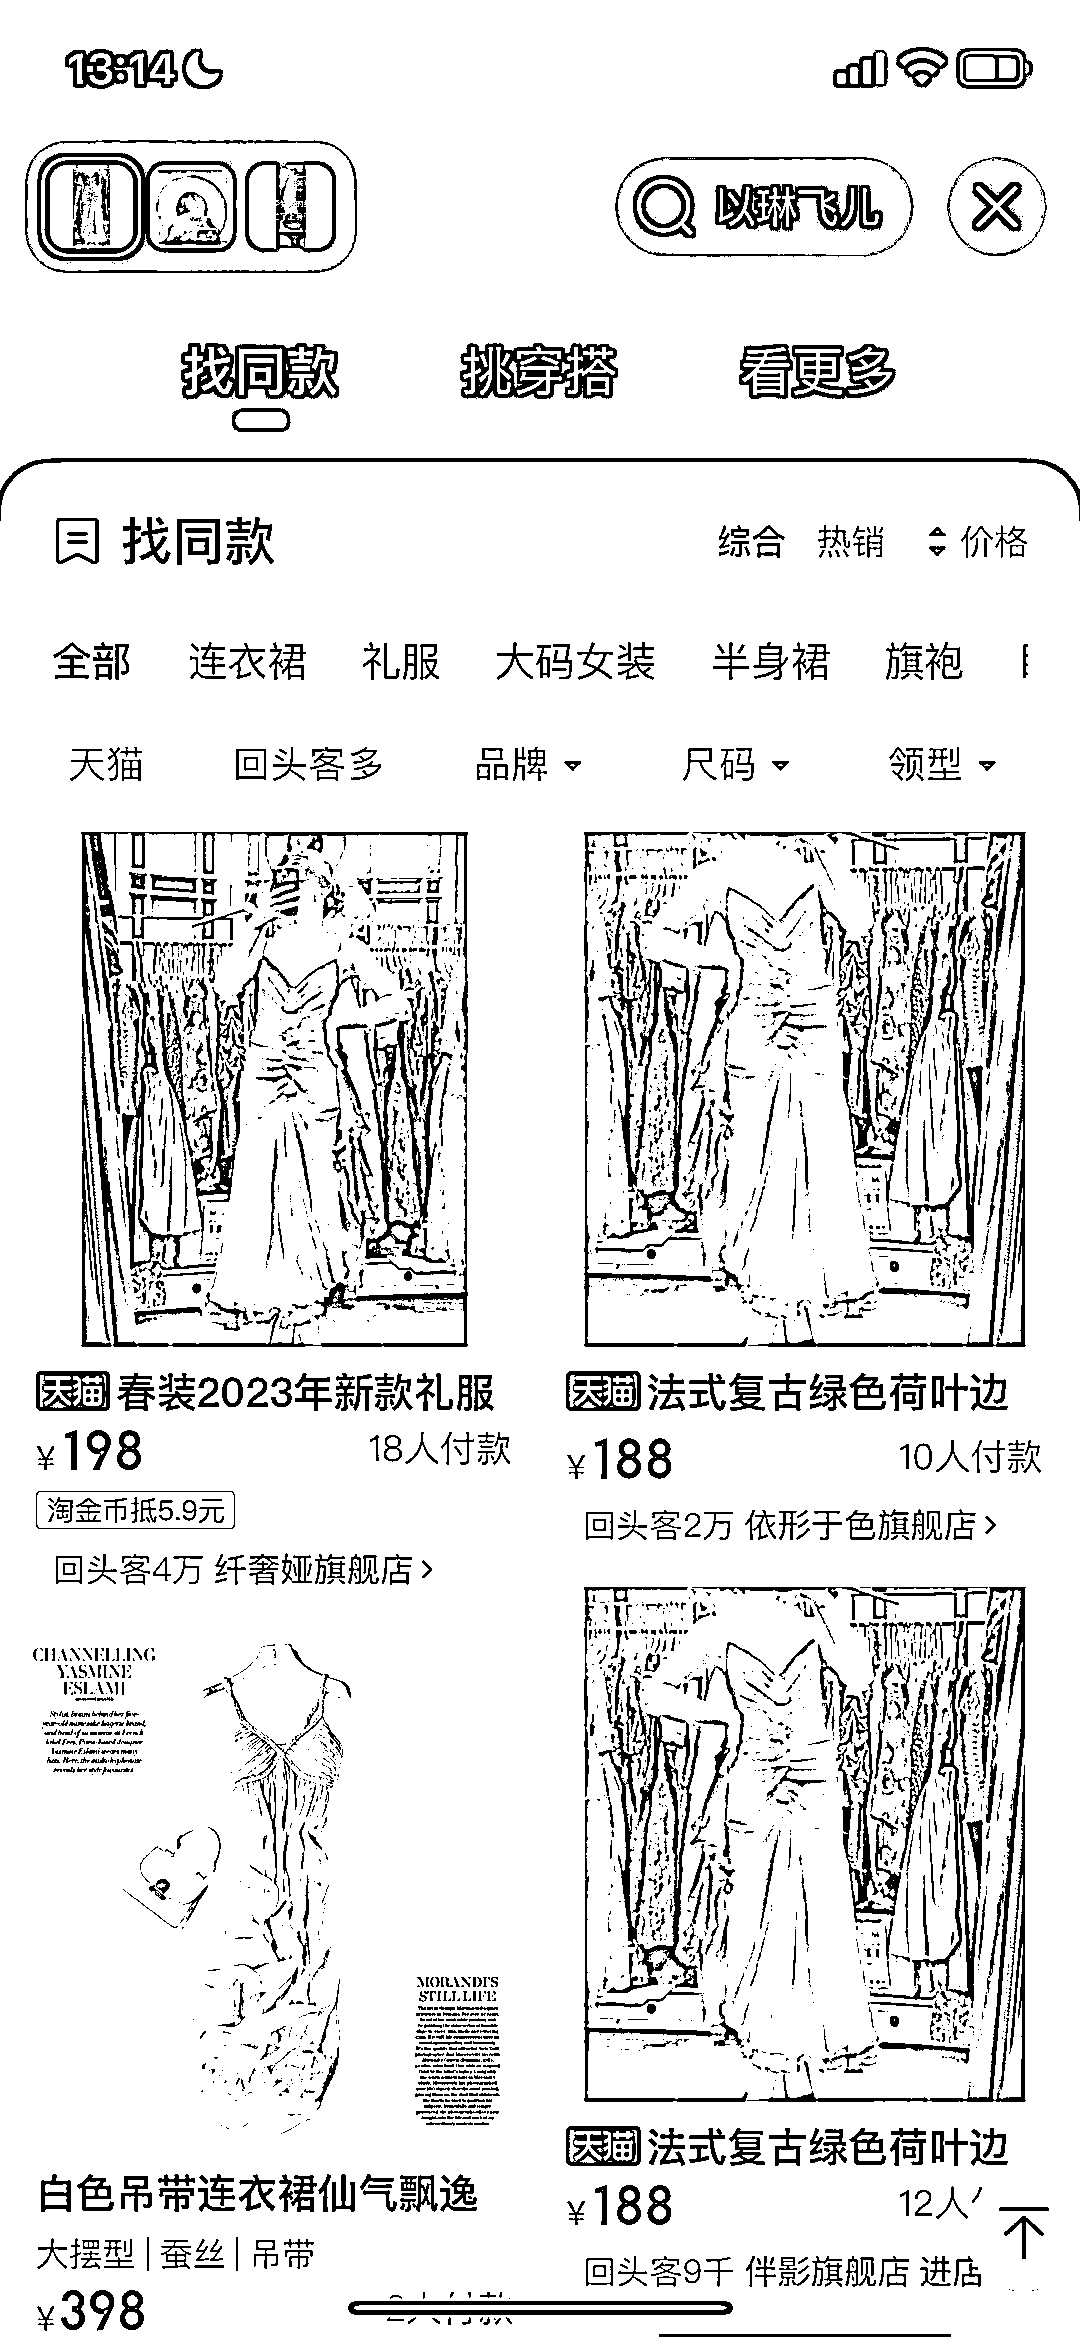 13:14
以琳飞儿
找同款 挑穿搭 看更多
找同款 综合 热销 价格
全部 连衣裙 礼服 大码女装 半身裙 旗袍
天猫 回头客多 品牌 尺码 领型
天猫 春装2023年新款礼服
¥198 18人付款
淘金币抵5.9元
回头客4万 纤奢娅旗舰店>
天猫 法式复古绿色荷叶边
¥188 10人付款
回头客2万 依形于色旗舰店>
CHANNELLING
YASMINE
ESLAMI
MORANDI'S
STILL LIFE
白色吊带连衣裙仙气飘逸
大摆型|蚕丝|吊带
¥398 2人付款
天猫 法式复古绿色荷叶边
¥188 12人
回头客9千 伴影旗舰店 进店